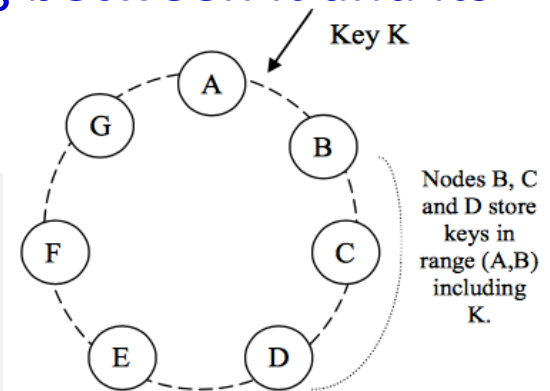 Key K
A
G
B
Nodes B, C
and D store
keys in
range (A,B)
including
K.
F
C
E
D